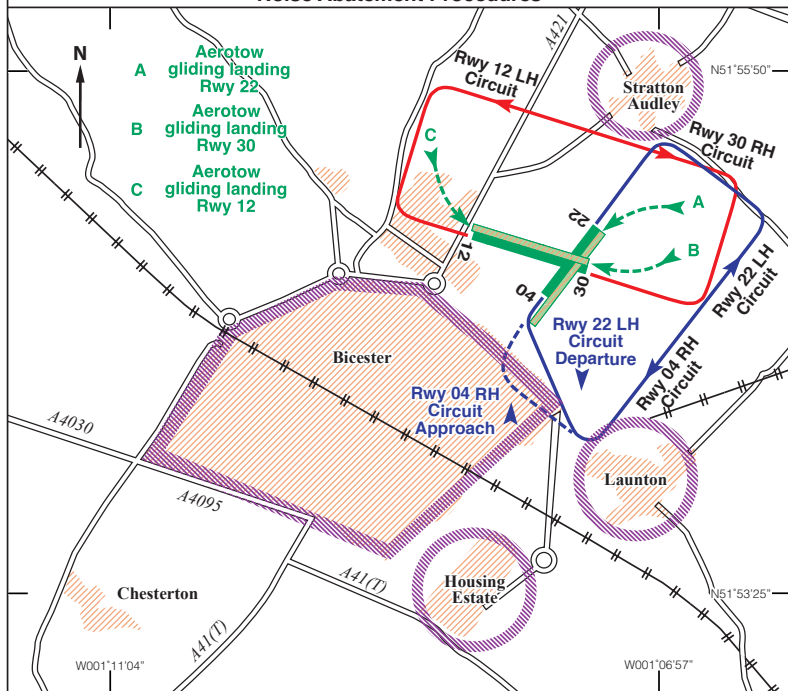 Noise Abatement Procedures
N
A
Aerotow
gliding landing
Rwy 22
B
Aerotow
gliding landing
Rwy 30
C
Aerotow
gliding landing
Rwy 12
A421
Rwy 12 LH
Circuit
Stratton
Audley
N51°55'50"
Rwy 30 RH
Circuit
C
A
B
12
22
30
04
Rwy 22 LH
Circuit
Rwy 04 RH
Circuit
Rwy 22 LH
Circuit
Departure
Bicester
Rwy 04 RH
Circuit
Approach
A4030
A4095
Launton
Housing
Estate
Chesterton
A41(T)
A41(T)
N51°53'25"
W001°11'04"
W001°06'57"